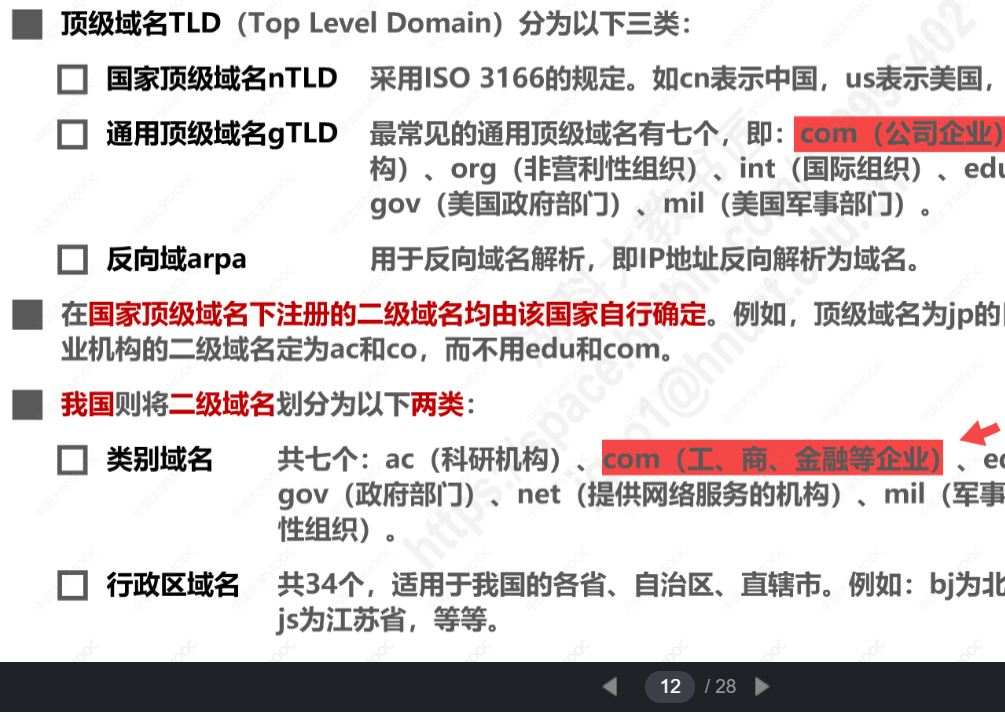 顶级域名TLD（Top Level Domain）分为以下三类：
国家顶级域名nTLD 采用ISO 3166的规定。如cn表示中国，us表示美国，
通用顶级域名gTLD 最常见的通用顶级域名有七个，即：com（公司企业）
构）、org（非营利性组织）、int（国际组织）、edu
gov（美国政府部门）、mil（美国军事部门）。
反向域arpa 用于反向域名解析，即IP地址反向解析为域名。
在国家顶级域名下注册的二级域名均由该国家自行确定。例如，顶级域名为jp的
业机构的二级域名定为ac和co，而不用edu和com。
我国则将二级域名划分为以下两类：
类别域名 共七个：ac（科研机构）、com（工、商、金融等企业）、
gov（政府部门）、net（提供网络服务的机构）、mil（军事
性组织）。
行政区域名 共34个，适用于我国的各省、自治区、直辖市。例如：bj为北
js为江苏省，等等。
12 / 28